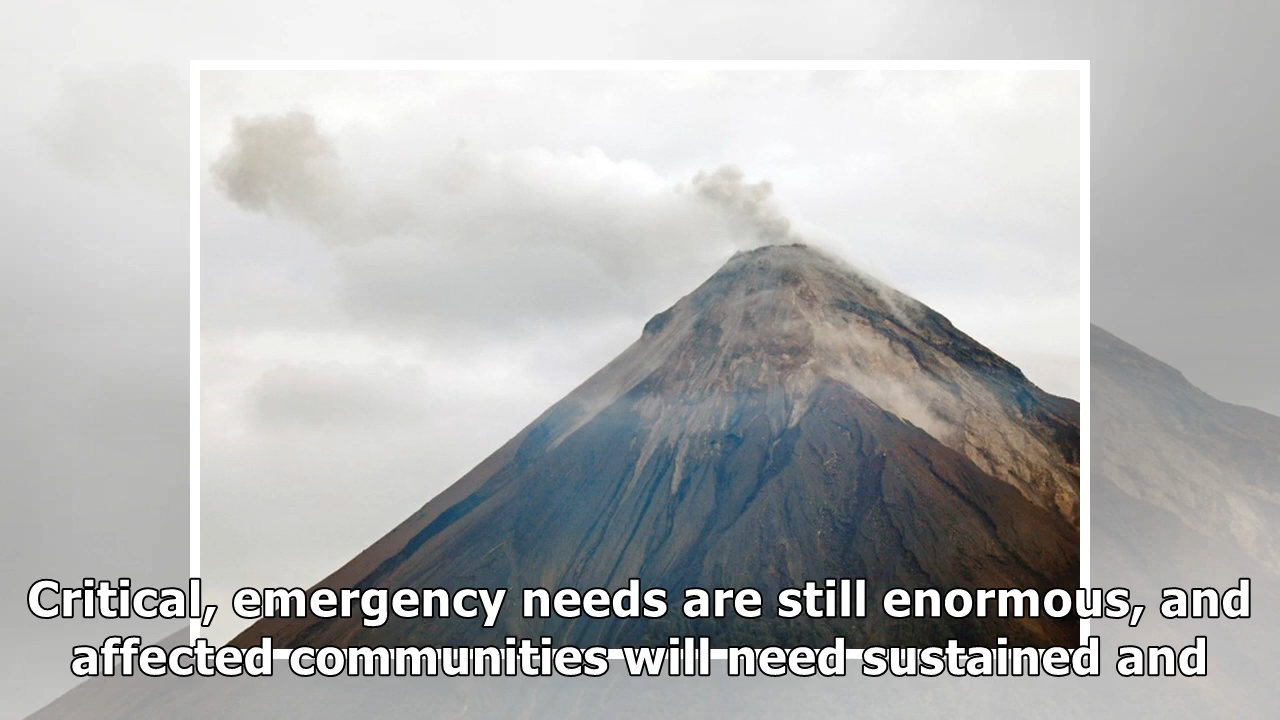 Critical, emergency needs are still enormous, and
affected communities will need sustained and